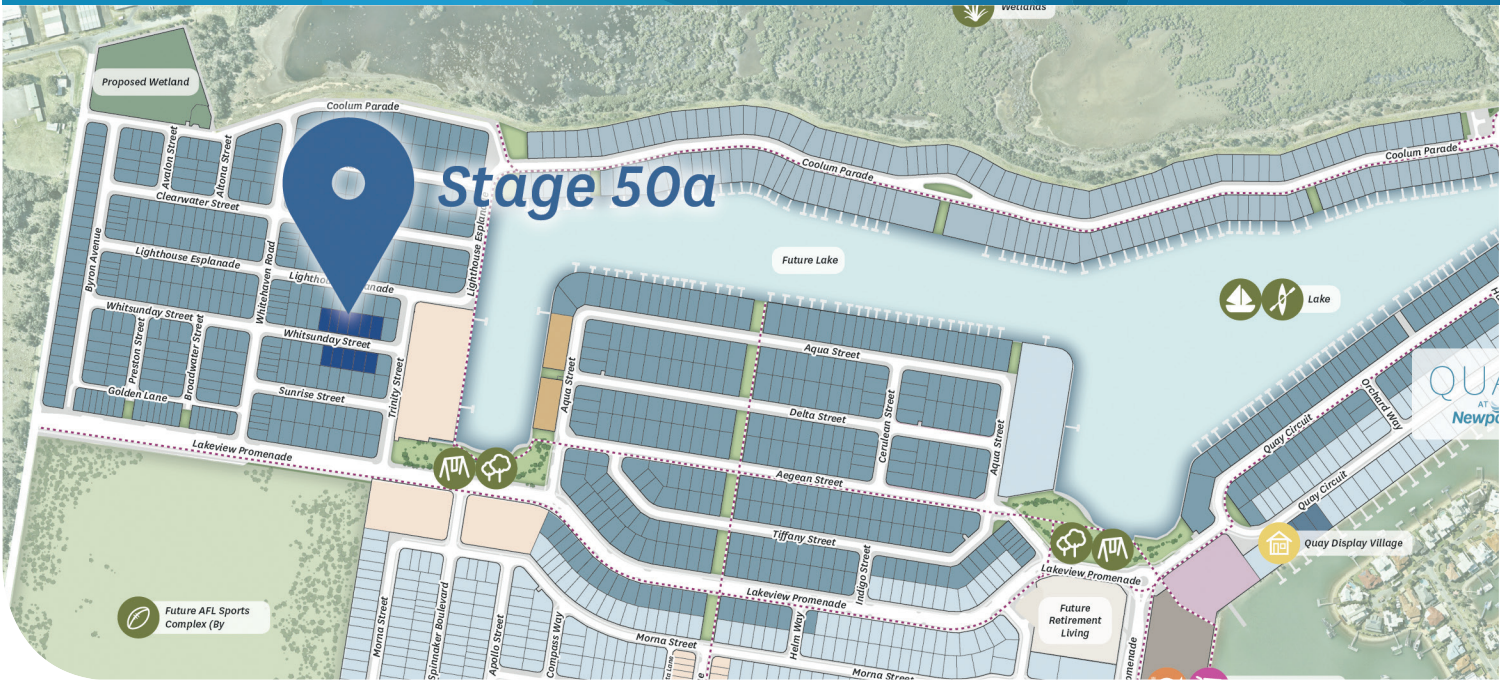 Wetlands
Proposed Wetland
Coolum Parade
Avalon Street
Altona Street
Stage 50a
Coolum Parade
Coolum Parade
Clearwater Street
Byron Avenue
Lighthouse Esplanade
Whitehaven Road
Lighthouse Esplanade
Future Lake
Lake
Whitsunday Street
Preston Street
Broadwater Street
Whitsunday Street
Golden Lane
Sunrise Street
Trinity Street
Lakeview Promenade
Aqua Street
Aqua Street
Delta Street
Cerulean Street
Aqua Street
Aegean Street
Tiffany Street
Indigo Street
Orchard Way
Quay Circuit
Quay Circuit
QUA
AT
Newpo
Quay Display Village
Lakeview Promenade
Lakeview Promenade
Future
Retirement
Living
Future AFL Sports
Complex (By
Morna Street
Spinnaker Boulevard
Apollo Street
Compass Way
Morna Street
Helm Way
Morna Street